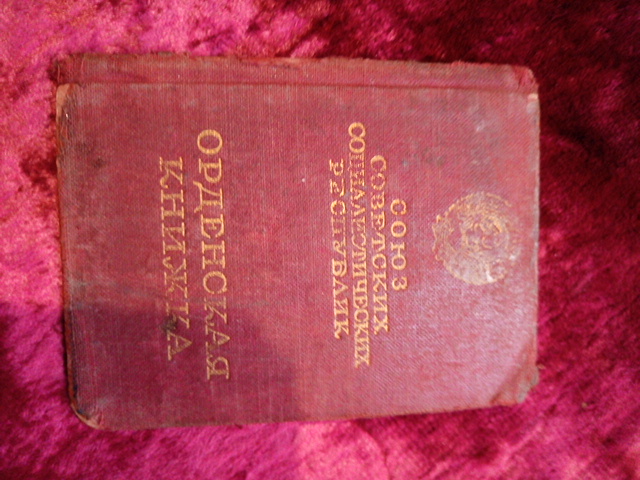 СОЮЗ
СОВЕТСКИХ
СОЦИАЛИСТИЧЕСКИХ
РЕСПУБЛИК
ОРДЕНСКАЯ
КНИЖКА